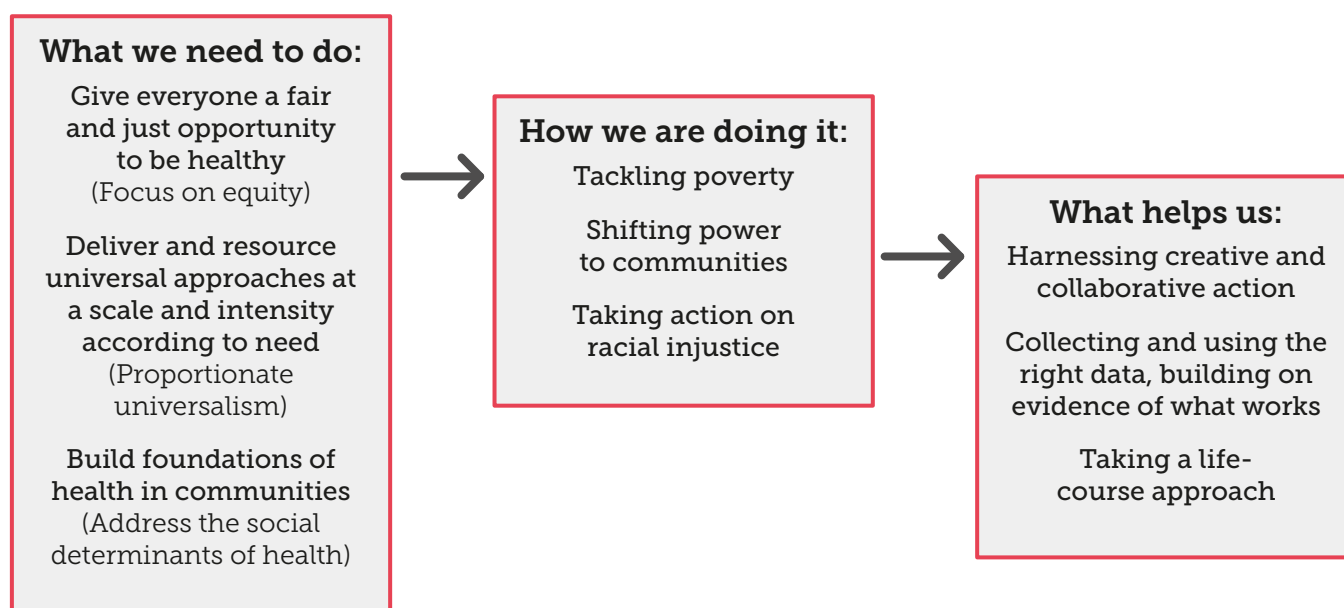 What we need to do:
Give everyone a fair
and just opportunity
to be healthy
(Focus on equity)
Deliver and resource
universal approaches at
a scale and intensity
according to need
(Proportionate
universalism)
Build foundations of
health in communities
(Address the social
determinants of health)
How we are doing it:
Tackling poverty
Shifting power
to communities
Taking action on
racial injustice
What helps us:
Harnessing creative and
collaborative action
Collecting and using the
right data, building on
evidence of what works
Taking a life-
course approach